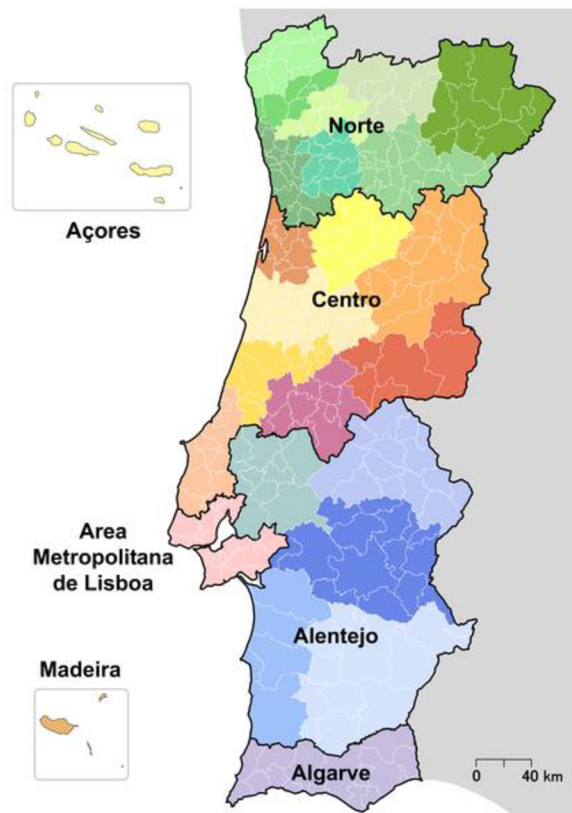 Norte
Açores
Centro
Area
Metropolitana
de Lisboa
Alentejo
Madeira
Algarve
0 40 km